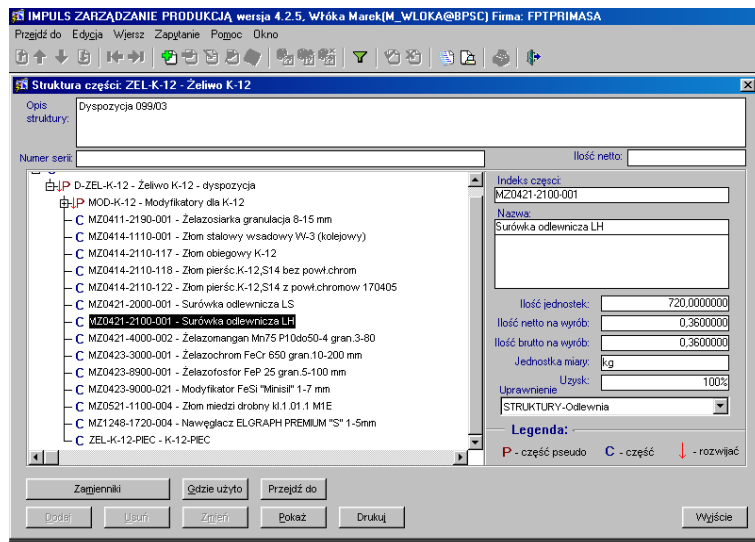 IMPULS ZARZĄDZANIE PRODUKCJĄ wersja 4.2.5, Włóka Marek(M_WLOKA@BPSC) Firma: FPTPRIMASA
Przejdź do Edycja Wiersz Zapytanie Pomoc Okno
Struktura części: ZEL-K-12 - Żeliwo K-12
Opis struktury:
Dyspozycja 099/03
Numer serii:
Ilość netto:
P D-ZEL-K-12 - Żeliwo K-12 - dyspozycja
P MOD-K-12 - Modyfikatory dla K-12
C MZ0411-2190-001 - Żelazosiarka granulacja 8-15 mm
C MZ0414-1110-001 - Złom stalowy wsadowy W-3 (kolejowy)
C MZ0414-2110-117 - Złom obiegowy K-12
C MZ0414-2110-118 - Złom pierśc.K-12,S14 bez powł.chrom
C MZ0414-2110-122 - Złom pierśc.K-12,S14 z powł.chromow 170405
C MZ0421-2000-001 - Surówka odlewnicza LS
C MZ0421-2100-001 - Surówka odlewnicza LH
C MZ0421-4000-002 - Żelazomangan Mn75 P10do50-4 gran.3-80
C MZ0423-3000-001 - Żelazochrom FeCr 650 gran.10-200 mm
C MZ0423-8900-001 - Żelazofosfor FeP 25 gran.5-100 mm
C MZ0423-9000-021 - Modyfikator FeSi "Minisil" 1-7 mm
C MZ0521-1100-004 - Złom miedzi drobny kl.1.01.1 M1E
C MZ1248-1720-004 - Nawęglacz ELGRAPH PREMIUM "S" 1-5mm
C ZEL-K-12-PIEC - K-12-PIEC
Indeks części:
MZ0421-2100-001
Nazwa:
Surówka odlewnicza LH
Ilość jednostek: 720,0000000
Ilość netto na wyrób: 0,3600000
Ilość brutto na wyrób: 0,3600000
Jednostka miary: kg
Uzysk: 100%
Uprawnienie
STRUKTURY-Odlewnia
Legenda:
P - część pseudo C - część ↓ - rozwijać
Zamienniki Gdzie użyto Przejdź do
Dodaj Usuń Zmień Pokaż Drukuj Wyjście